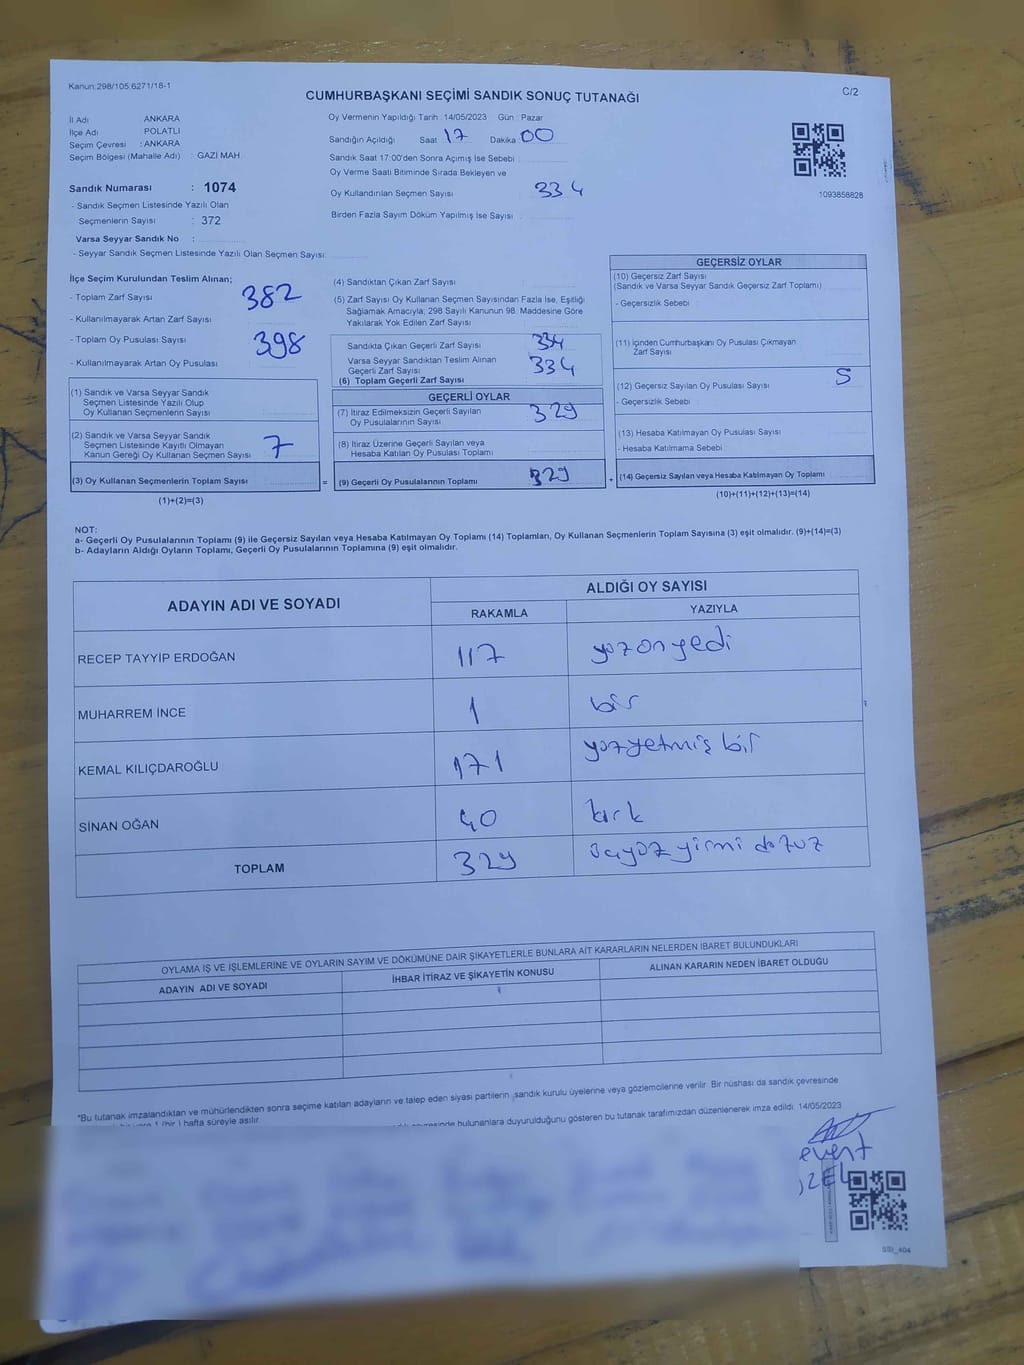 Kanun:298/105;6271/18-1
CUMHURBAŞKANI SEÇİMİ SANDIK SONUÇ TUTANAĞI
C/2
İl Adı ANKARA
İlçe Adı POLATLI
Seçim Çevresi : ANKARA
Seçim Bölgesi (Mahalle Adı) : GAZİ MAH.
Sandık Numarası : 1074
- Sandık Seçmen Listesinde Yazılı Olan
Seçmenlerin Sayısı : 372
Varsa Seyyar Sandık No :
- Seyyar Sandık Seçmen Listesinde Yazılı Olan Seçmen Sayısı:
Oy Vermenin Yapıldığı Tarih : 14/05/2023 Gün : Pazar
Sandığın Açıldığı Saat 17 Dakika 00
Sandık Saat 17:00'den Sonra Açımış İse Sebebi :
Oy Verme Saati Bitiminde Sırada Bekleyen ve
Oy Kullandırılan Seçmen Sayısı 334
Birden Fazla Sayım Döküm Yapılmış İse Sayısı :
1093858828
İlçe Seçim Kurulundan Teslim Alınan;
- Toplam Zarf Sayısı 382
- Kullanılmayarak Artan Zarf Sayısı
- Toplam Oy Pusulası Sayısı 398
- Kullanılmayarak Artan Oy Pusulası
(1) Sandık ve Varsa Seyyar Sandık
Seçmen Listesinde Yazılı Olup
Oy Kullanan Seçmenlerin Sayısı
(2) Sandık ve Varsa Seyyar Sandık
Seçmen Listesinde Kayıtlı Olmayan
Kanun Gereği Oy Kullanan Seçmen Sayısı 7
(3) Oy Kullanan Seçmenlerin Toplam Sayısı
(1)+(2)=(3)
=
(4) Sandıktan Çıkan Zarf Sayısı :
(5) Zarf Sayısı Oy Kullanan Seçmen Sayısından Fazla İse, Eşitliği
Sağlamak Amacıyla; 298 Sayılı Kanunun 98. Maddesine Göre
Yakılarak Yok Edilen Zarf Sayısı
Sandıkta Çıkan Geçerli Zarf Sayısı 334
Varsa Seyyar Sandıktan Teslim Alınan
Geçerli Zarf Sayısı 334
(6) Toplam Geçerli Zarf Sayısı
GEÇERLİ OYLAR
(7) İtiraz Edilmeksizin Geçerli Sayılan
Oy Pusulalarının Sayısı 329
(8) İtiraz Üzerine Geçerli Sayılan veya
Hesaba Katılan Oy Pusulası Toplamı
(9) Geçerli Oy Pusulalarının Toplamı 329
+
GEÇERSİZ OYLAR
(10) Geçersiz Zarf Sayısı
(Sandık ve Varsa Seyyar Sandık Geçersiz Zarf Toplamı)
- Geçersizlik Sebebi
(11) İçinden Cumhurbaşkanı Oy Pusulası Çıkmayan
Zarf Sayısı
(12) Geçersiz Sayılan Oy Pusulası Sayısı 5
- Geçersizlik Sebebi
(13) Hesaba Katılmayan Oy Pusulası Sayısı
- Hesaba Katılmama Sebebi
(14) Geçersiz Sayılan veya Hesaba Katılmayan Oy Toplamı
(10)+(11)+(12)+(13)=(14)
NOT:
a- Geçerli Oy Pusulalarının Toplamı (9) ile Geçersiz Sayılan veya Hesaba Katılmayan Oy Toplamı (14) Toplamları, Oy Kullanan Seçmenlerin Toplam Sayısına (3) eşit olmalıdır. (9)+(14)=(3)
b- Adayların Aldığı Oyların Toplamı, Geçerli Oy Pusulalarının Toplamına (9) eşit olmalıdır.
ADAYIN ADI VE SOYADI ALDIĞI OY SAYISI
RAKAMLA YAZIYLA
RECEP TAYYİP ERDOĞAN 117 yüzonyedi
MUHARREM İNCE 1 bir
KEMAL KILIÇDAROĞLU 171 yüzyetmiş bir
SİNAN OĞAN 40 kırk
TOPLAM 329 üçyüz yirmi dokuz
OYLAMA İŞ VE İŞLEMLERİNE VE OYLARIN SAYIM VE DÖKÜMÜNE DAİR ŞİKAYETLERLE BUNLARA AİT KARARLARIN NELERDEN İBARET BULUNDUKLARI
ADAYIN ADI VE SOYADI İHBAR İTİRAZ VE ŞİKAYETİN KONUSU ALINAN KARARIN NEDEN İBARET OLDUĞU
"Bu tutanak imzalandıktan ve mühürlendikten sonra seçime katılan adayların ve talep eden siyasi partilerin sandık kurulu üyelerine veya gözlemcilerine verilir. Bir nüshası da sandık çevresinde
1 (bir) hafta süreyle asılır.
bulunanlara duyurulduğunu gösteren bu tutanak tarafımızdan düzenlenerek imza edildi. 14/05/2023
event
ZEL
SSİ_404